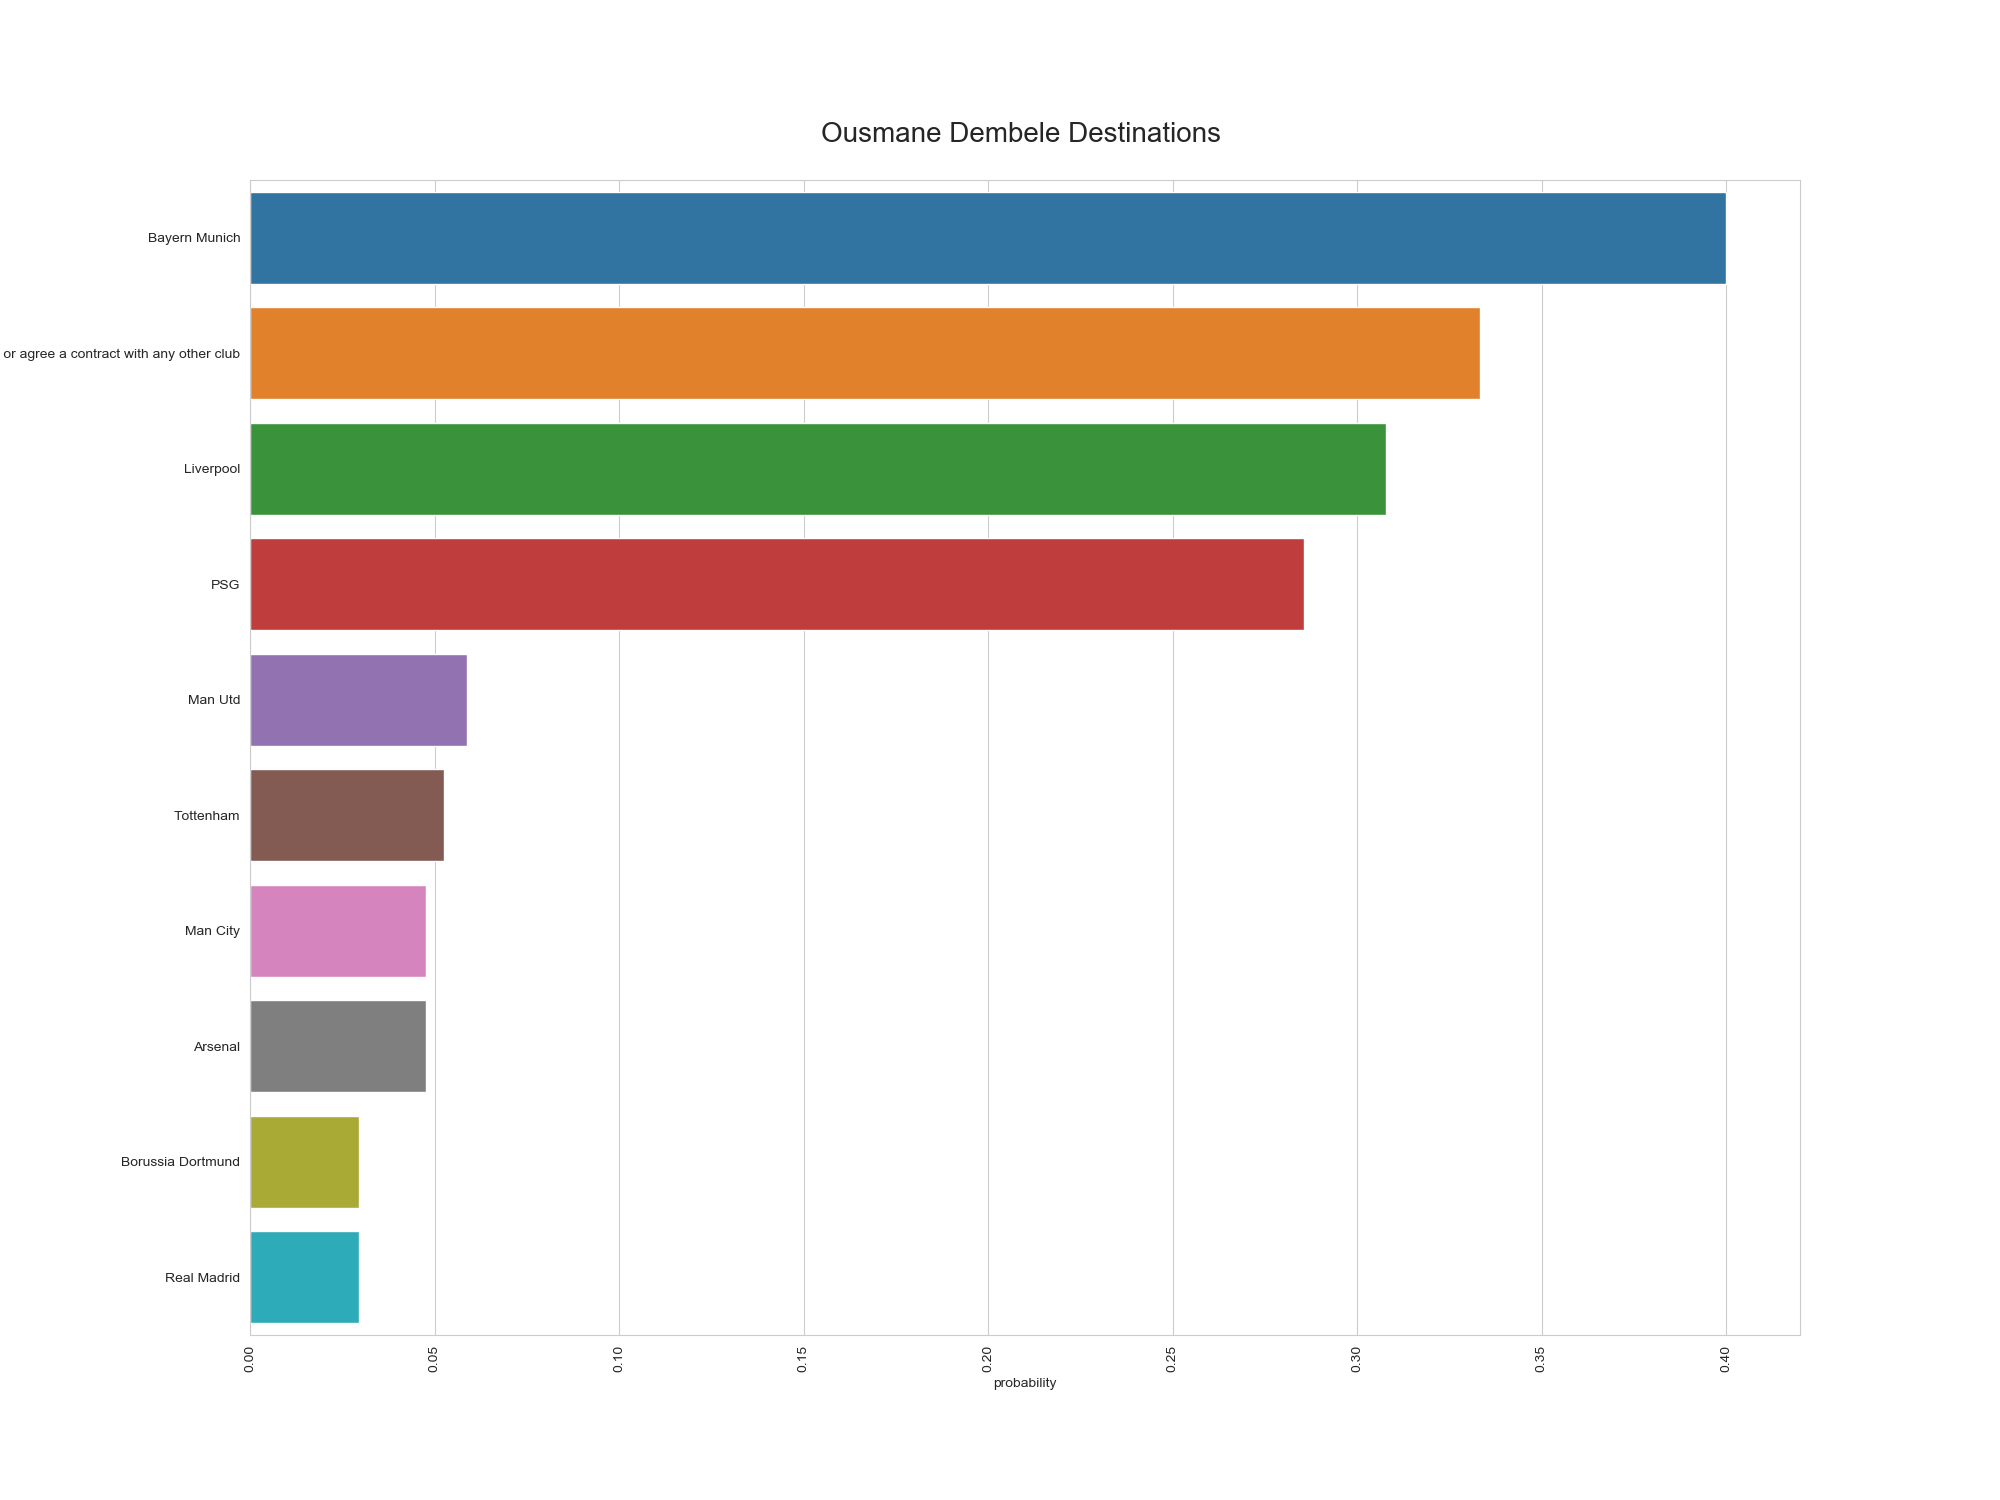 Ousmane Dembele Destinations
Bayern Munich
or agree a contract with any other club
Liverpool
PSG
Man Utd
Tottenham
Man City
Arsenal
Borussia Dortmund
Real Madrid
0.00 0.05 0.10 0.15 0.20 0.25 0.30 0.35 0.40
probability